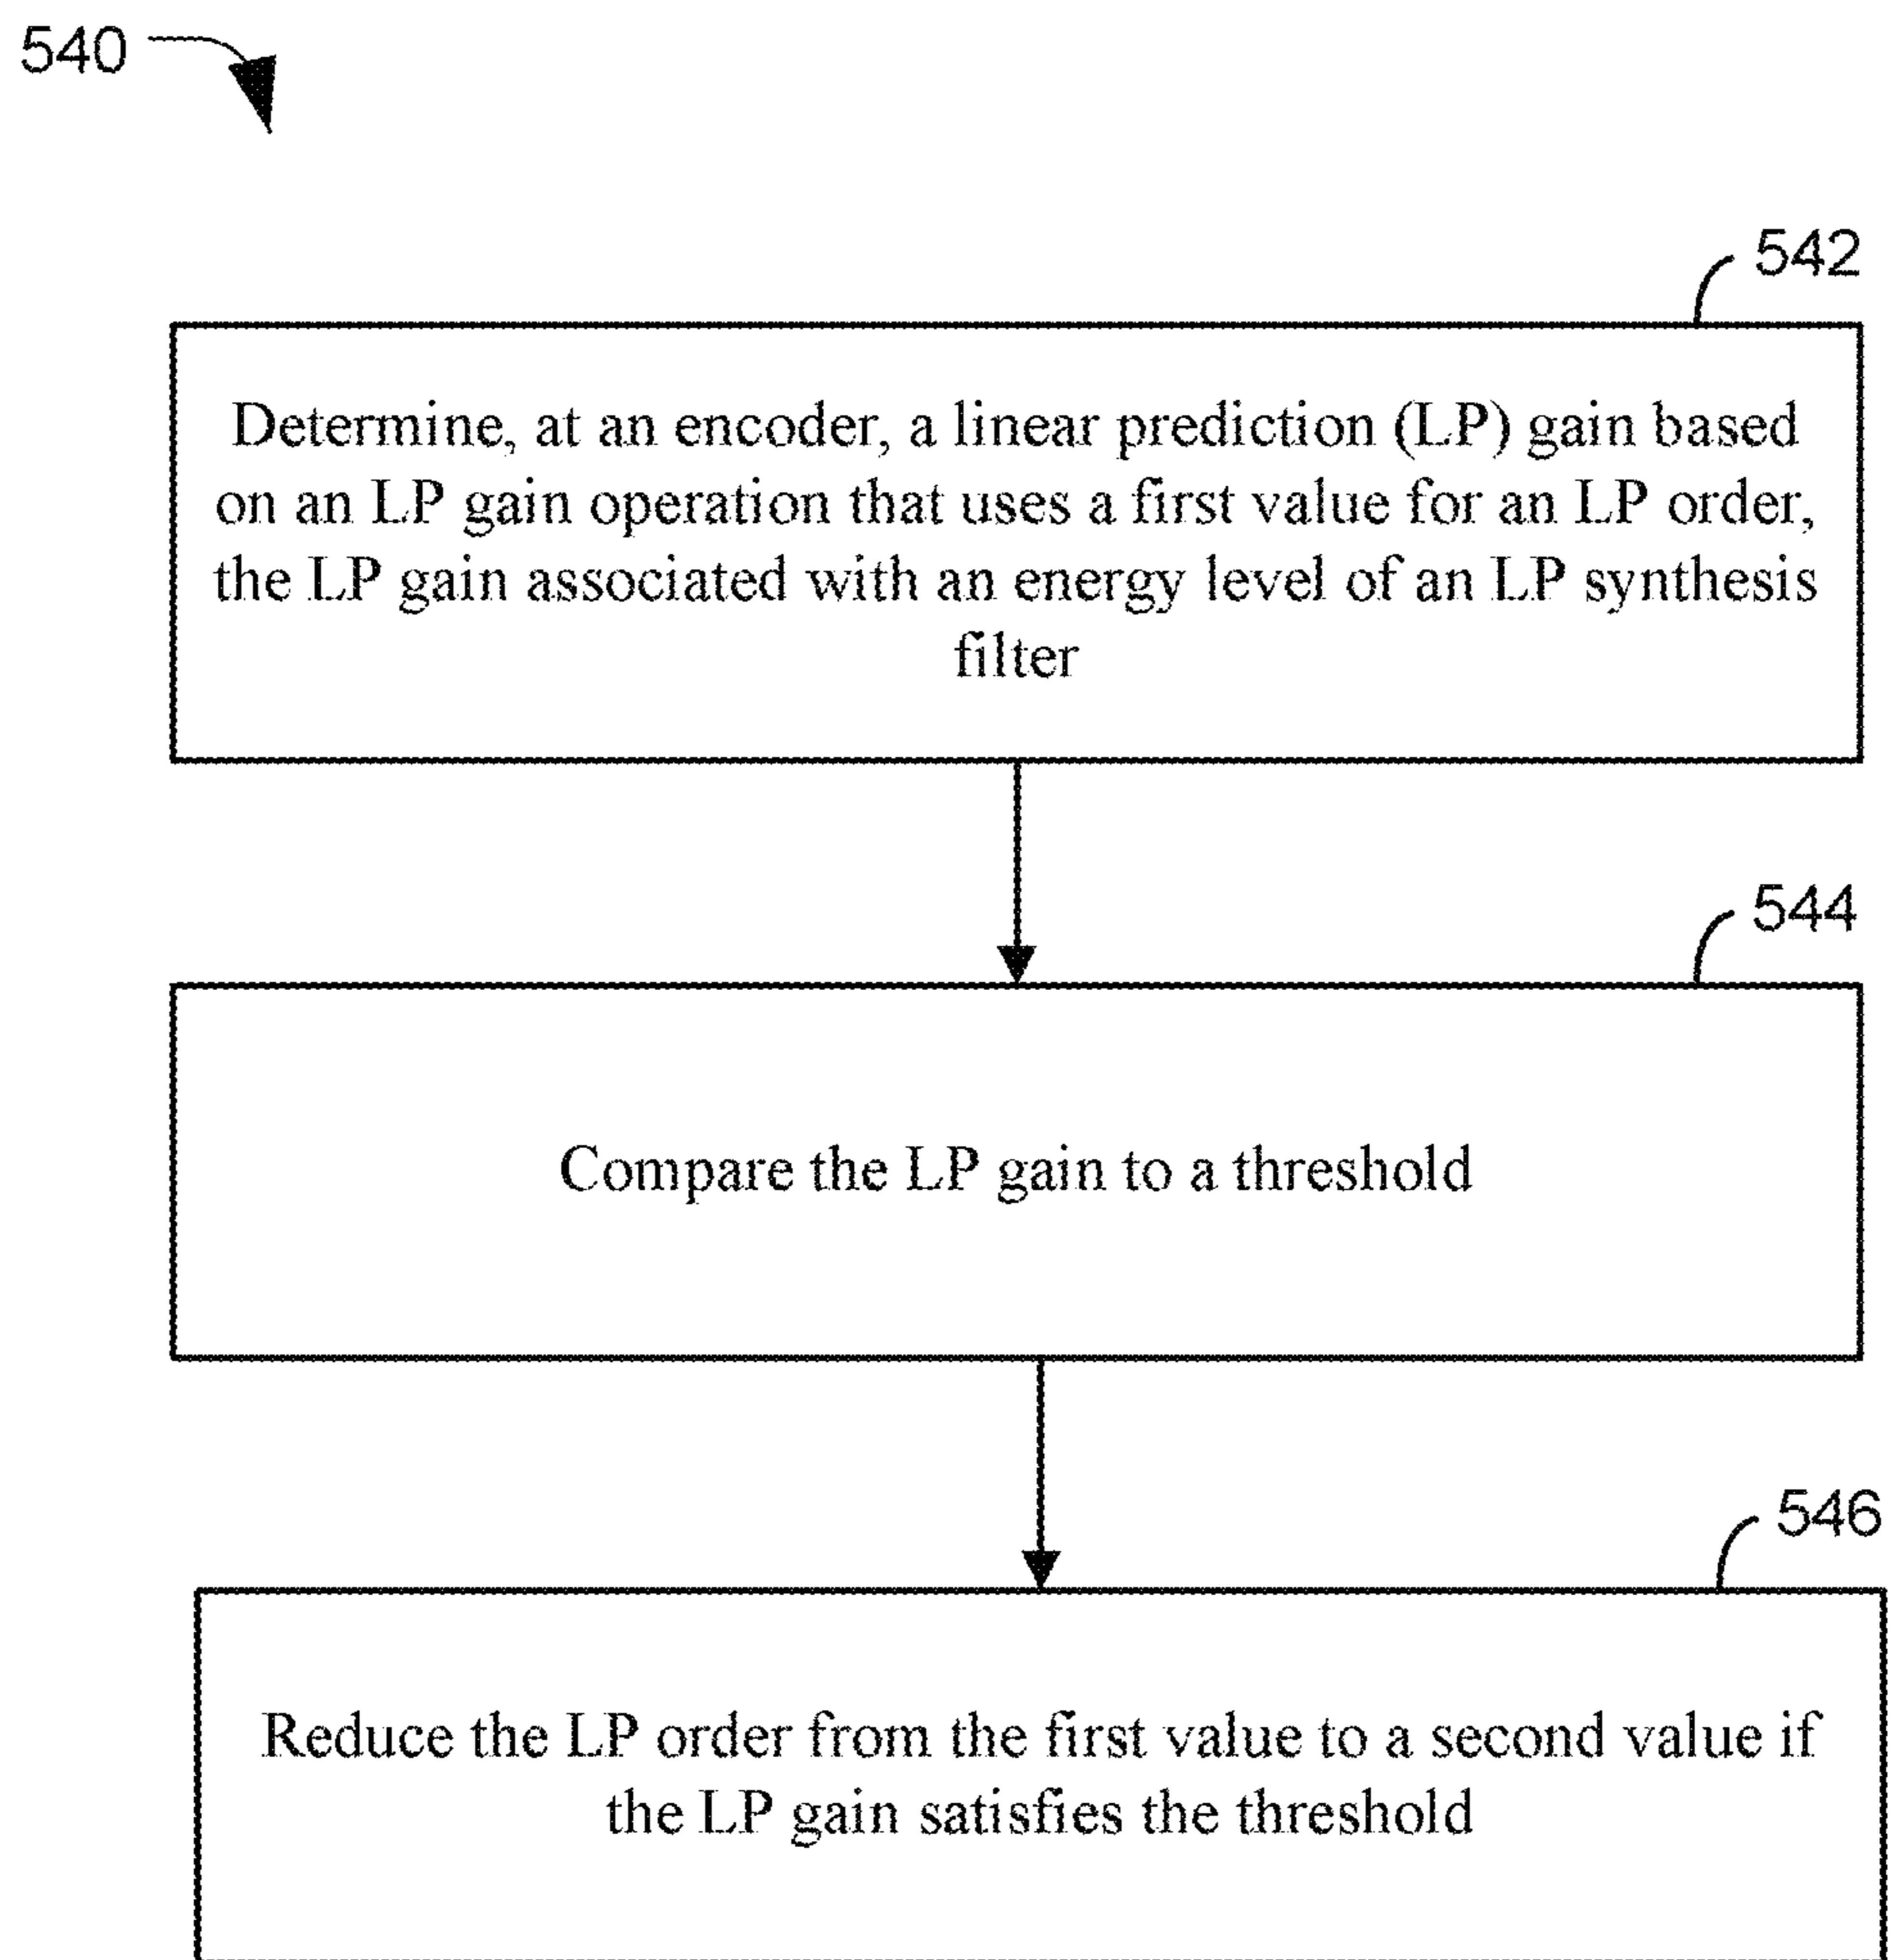 540
542
Determine, at an encoder, a linear prediction (LP) gain based
on an LP gain operation that uses a first value for an LP order,
the LP gain associated with an energy level of an LP synthesis
filter
544
Compare the LP gain to a threshold
546
Reduce the LP order from the first value to a second value if
the LP gain satisfies the threshold